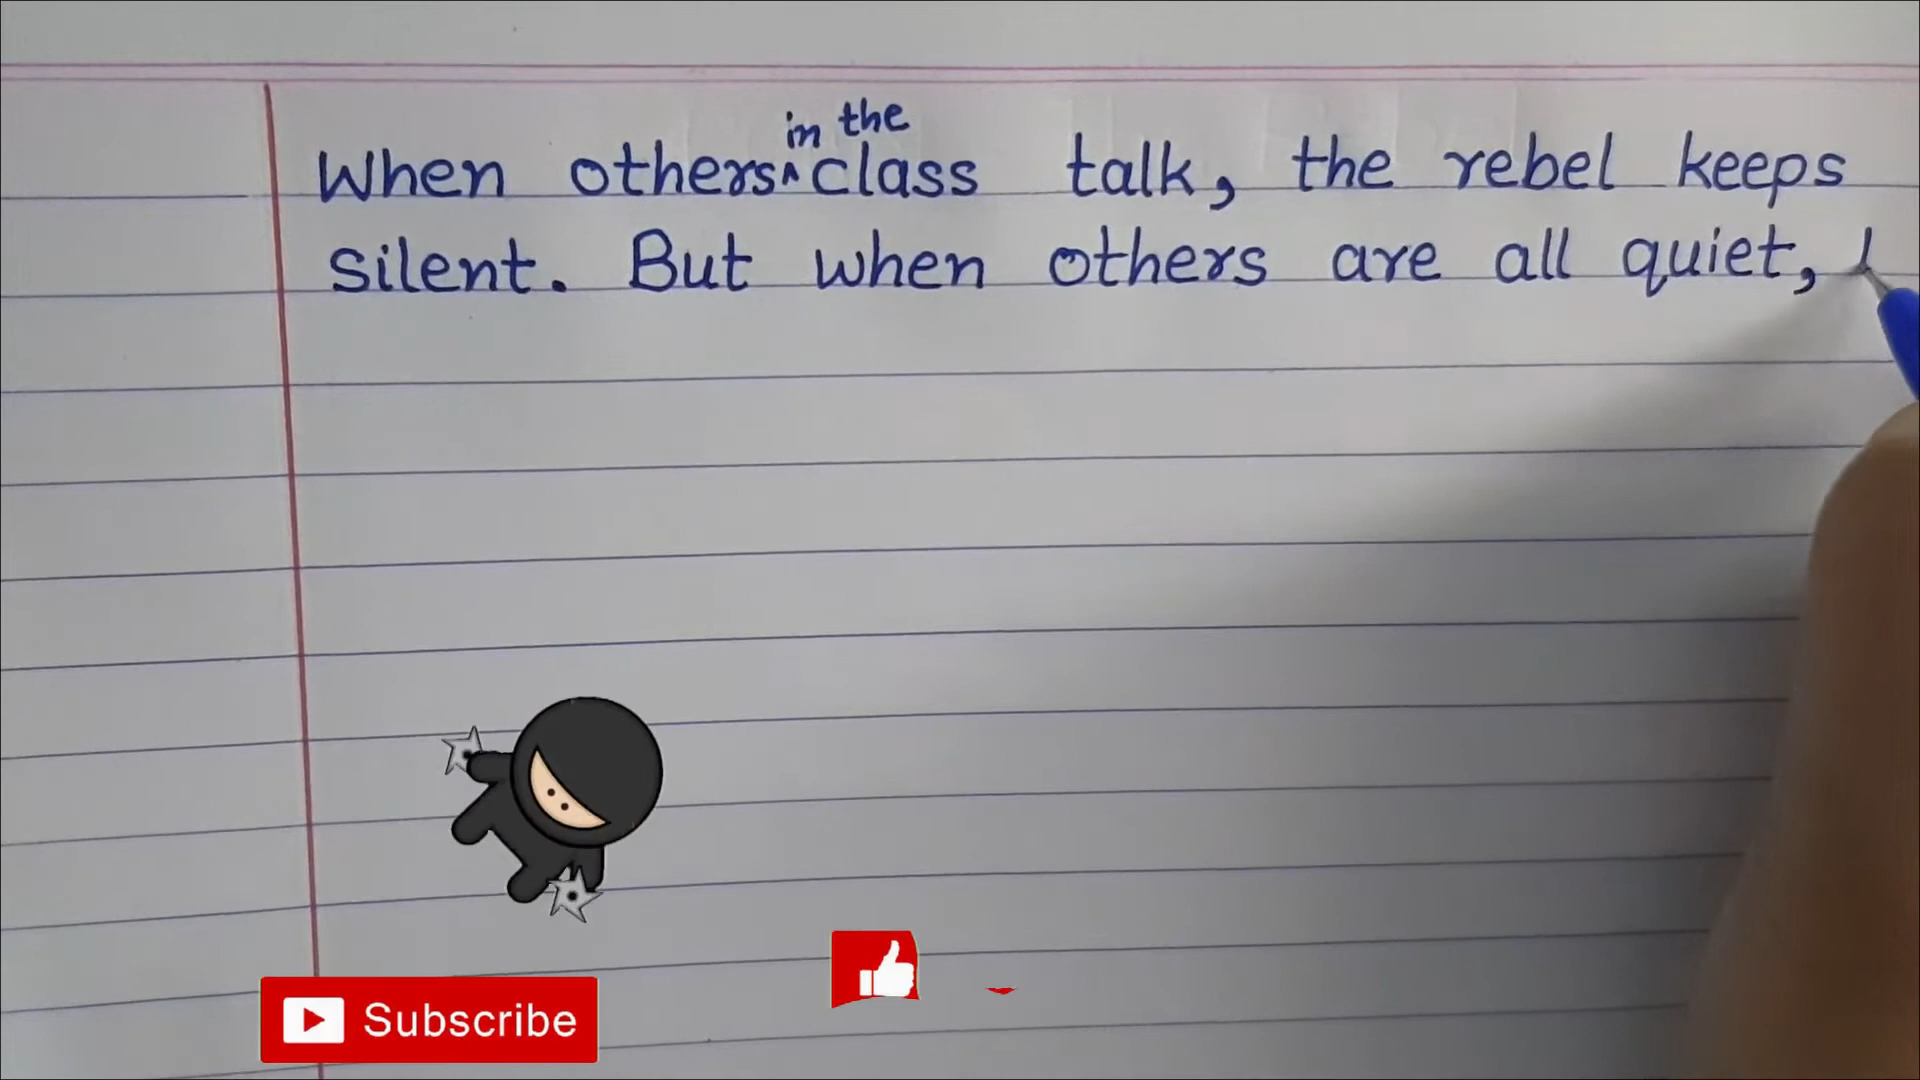 When others ^ in the class talk, the rebel keeps
silent. But when others are all quiet,
Subscribe